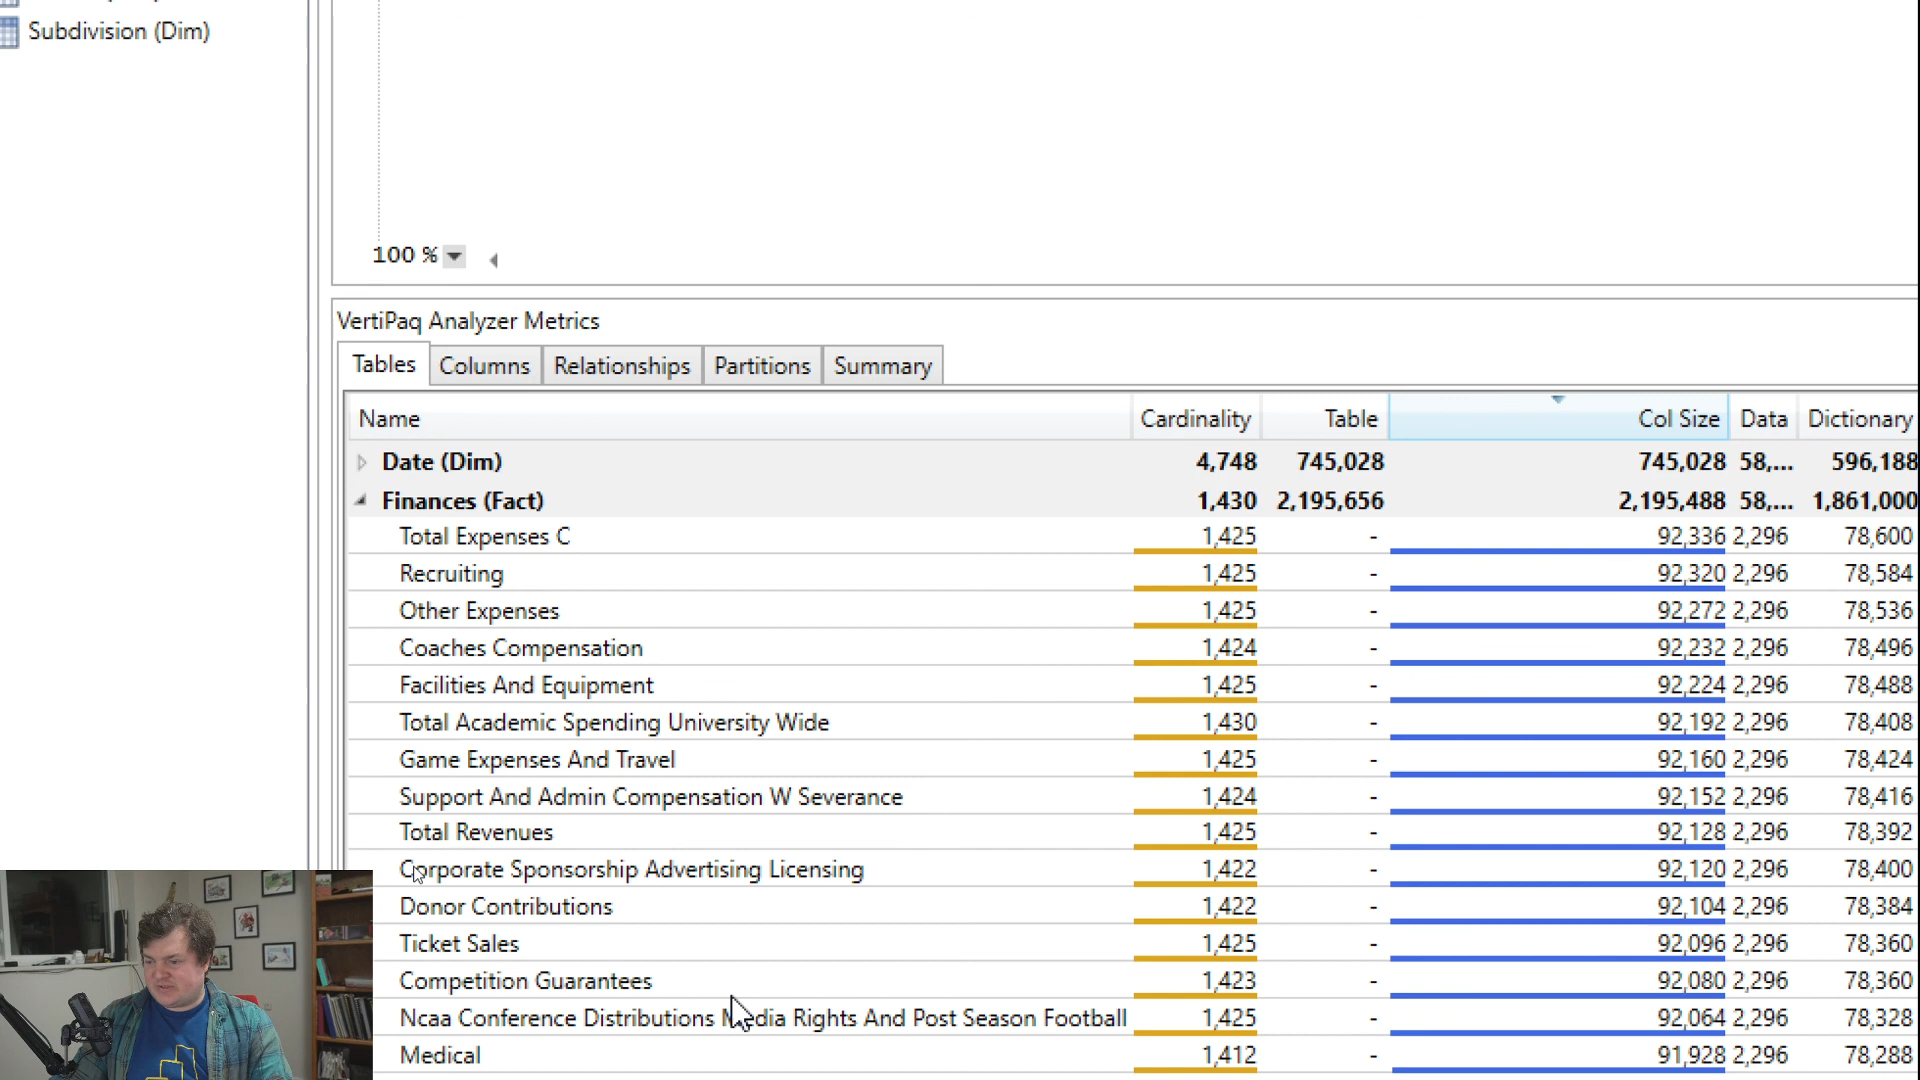 Subdivision (Dim)
100 %
VertiPaq Analyzer Metrics
Tables Columns Relationships Partitions Summary
Name Cardinality Table Col Size Data Dictionary
Date (Dim) 4,748 745,028 745,028 58,... 596,188
Finances (Fact) 1,430 2,195,656 2,195,488 58,... 1,861,000
Total Expenses C 1,425 - 92,336 2,296 78,600
Recruiting 1,425 - 92,320 2,296 78,584
Other Expenses 1,425 - 92,272 2,296 78,536
Coaches Compensation 1,424 - 92,232 2,296 78,496
Facilities And Equipment 1,425 - 92,224 2,296 78,488
Total Academic Spending University Wide 1,430 - 92,192 2,296 78,408
Game Expenses And Travel 1,425 - 92,160 2,296 78,424
Support And Admin Compensation W Severance 1,424 - 92,152 2,296 78,416
Total Revenues 1,425 - 92,128 2,296 78,392
Corporate Sponsorship Advertising Licensing 1,422 - 92,120 2,296 78,400
Donor Contributions 1,422 - 92,104 2,296 78,384
Ticket Sales 1,425 - 92,096 2,296 78,360
Competition Guarantees 1,423 - 92,080 2,296 78,360
Ncaa Conference Distributions Media Rights And Post Season Football 1,425 - 92,064 2,296 78,328
Medical 1,412 - 91,928 2,296 78,288